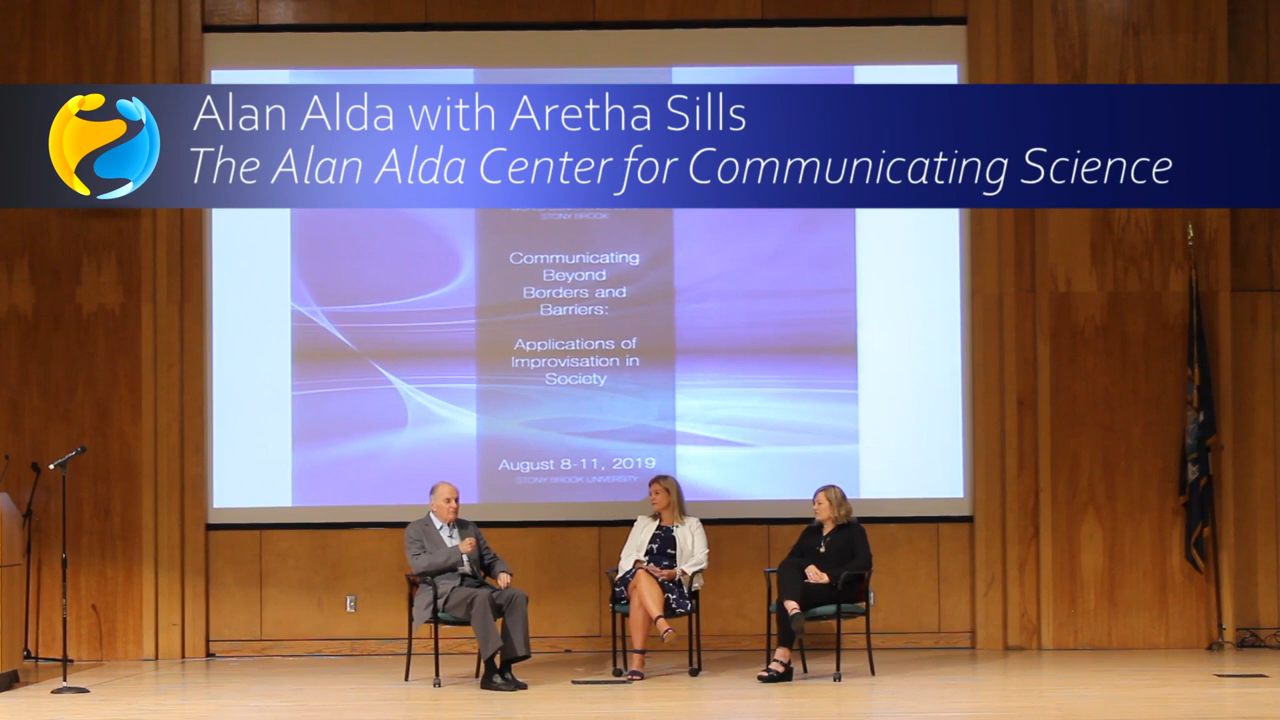 Alan Alda with Aretha Sills
The Alan Alda Center for Communicating Science
STONY BROOK
Communicating
Beyond
Borders and
Barriers:
Applications of
Improvisation in
Society
August 8-11, 2019
STONY BROOK UNIVERSITY